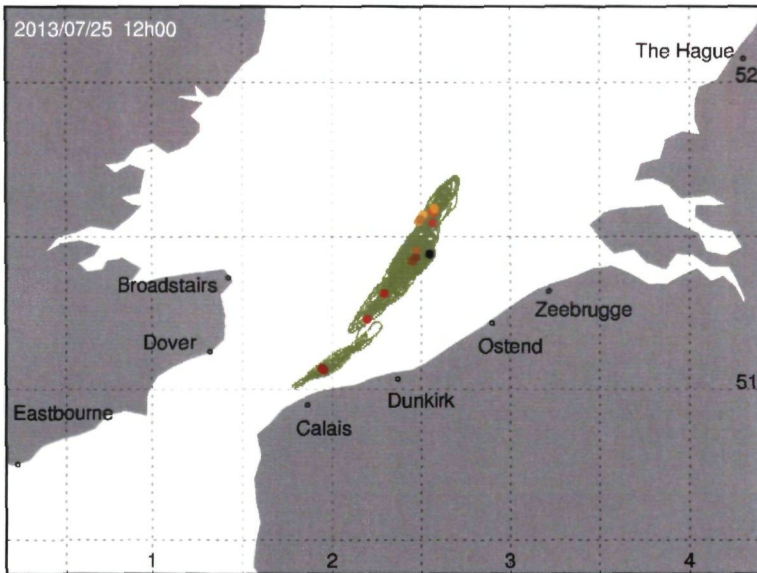 2013/07/25 12h00
The Hague
52
Broadstairs
Zeebrugge
Dover
Ostend
51
Dunkirk
Eastbourne
Calais
1 2 3 4